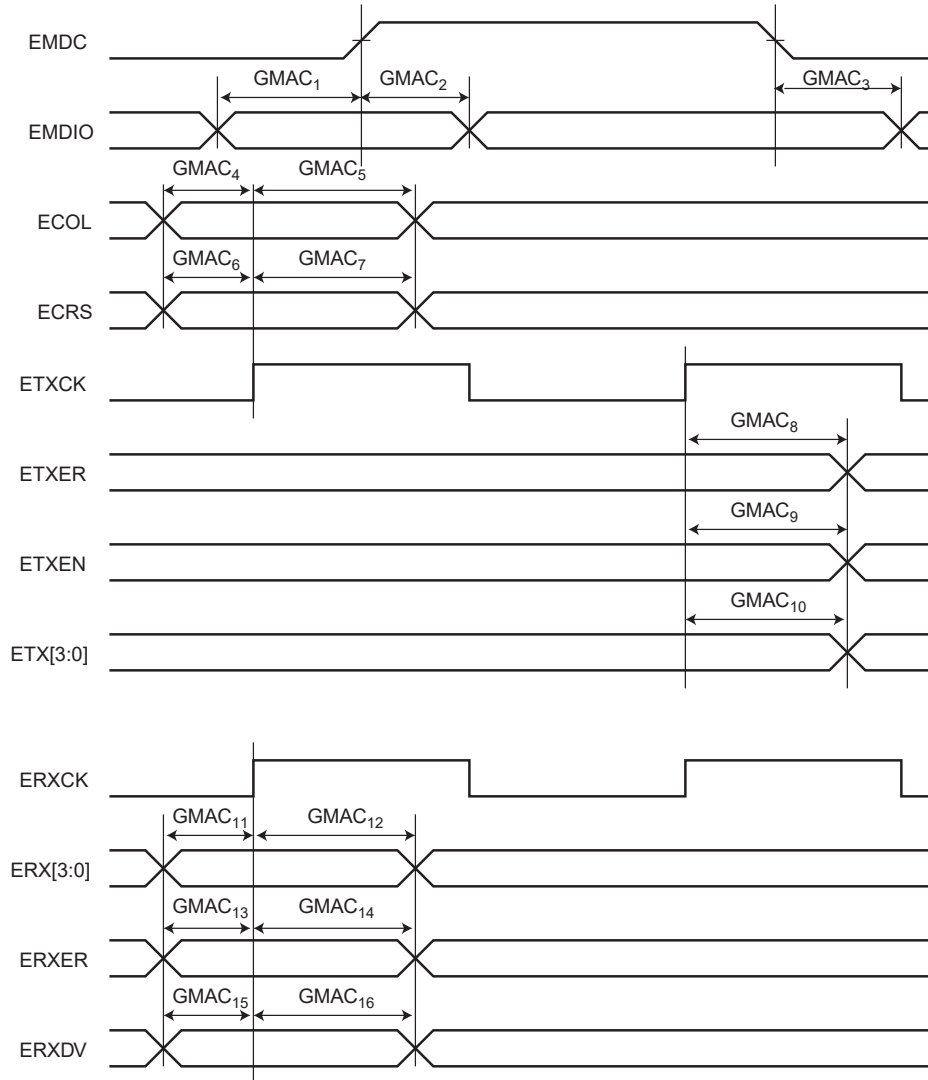 EMDC
GMAC₁ GMAC₂ GMAC₃
EMDIO
GMAC₄ GMAC₅
ECOL
GMAC₆ GMAC₇
ECRS
ETXCK
GMAC₈
ETXER
GMAC₉
ETXEN
GMAC₁₀
ETX[3:0]
ERXCK
GMAC₁₁ GMAC₁₂
ERX[3:0]
GMAC₁₃ GMAC₁₄
ERXER
GMAC₁₅ GMAC₁₆
ERXDV